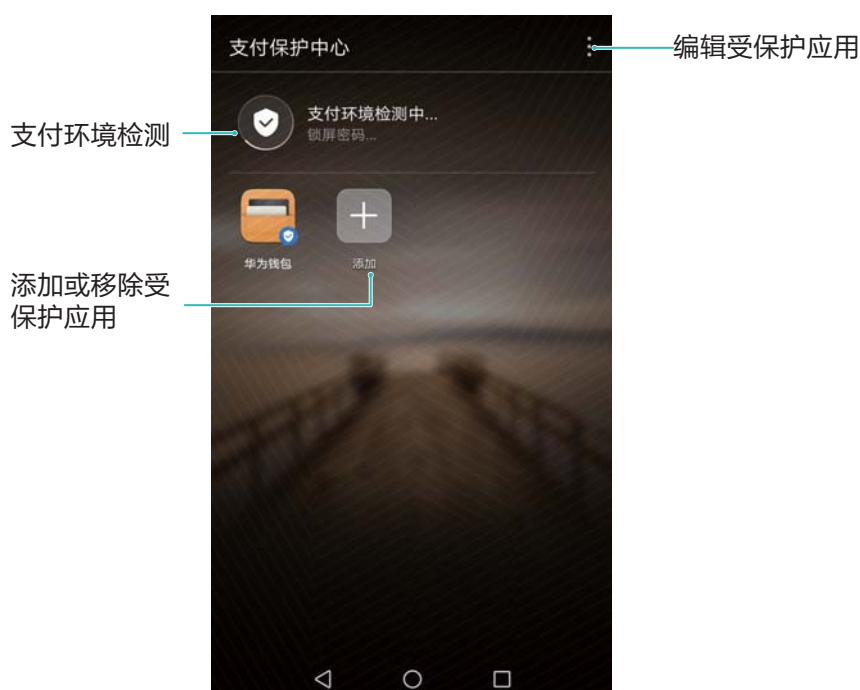 支付保护中心
编辑受保护应用
支付环境检测
支付环境检测中...
锁屏密码...
华为钱包
添加
添加或移除受
保护应用